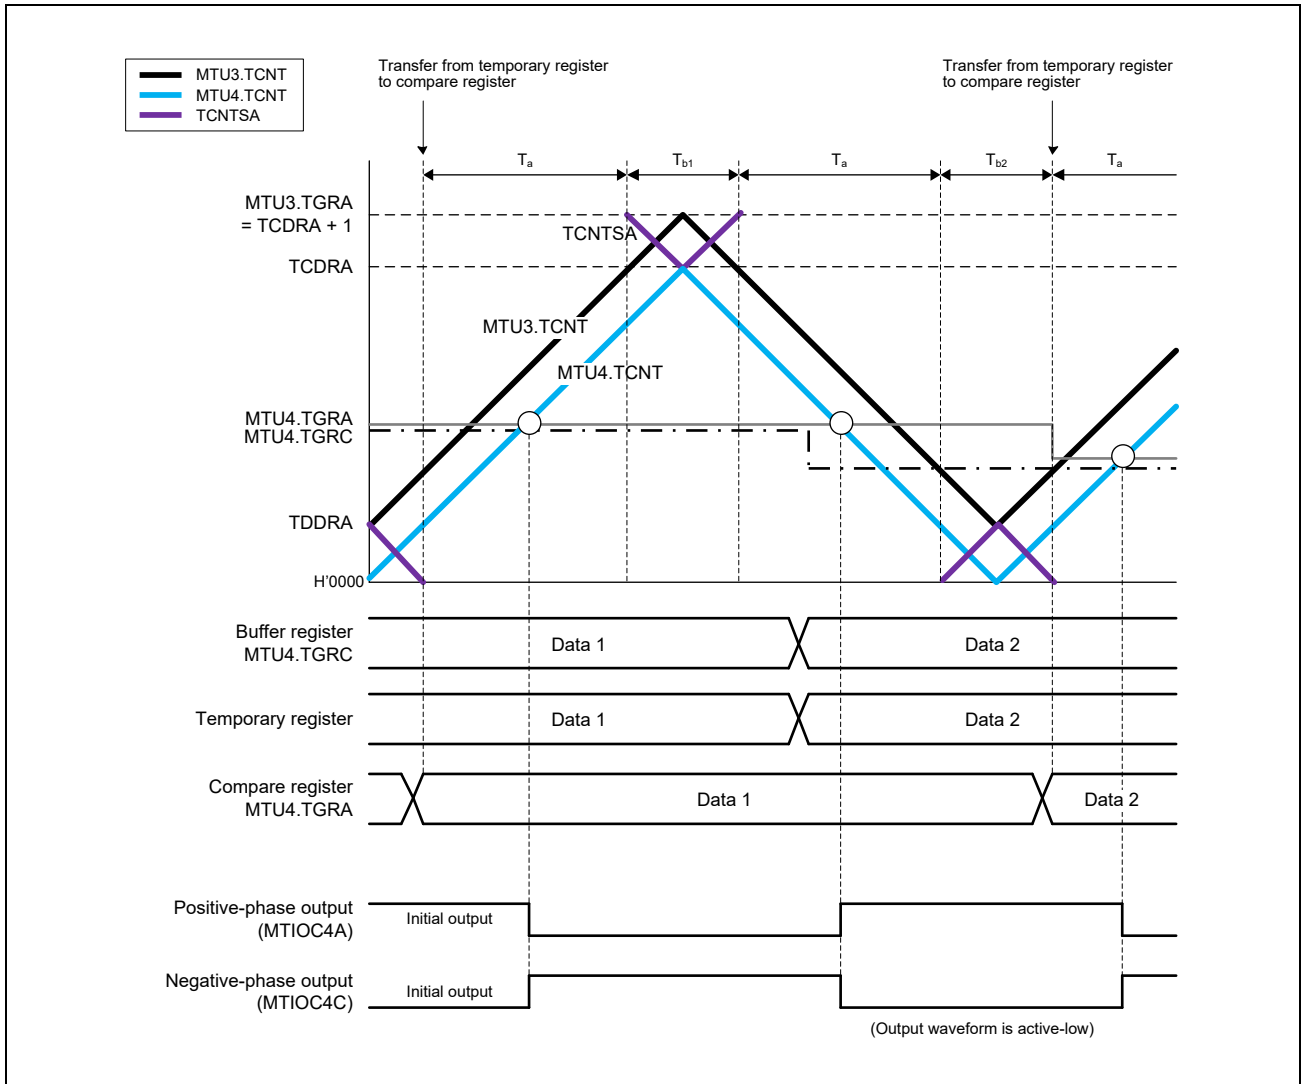 MTU3.TCNT
MTU4.TCNT
TCNTSA
Transfer from temporary register
to compare register
Transfer from temporary register
to compare register
Ta
Tb1
Ta
Tb2
Ta
MTU3.TGRA
= TCDRA + 1
TCNTSA
TCDRA
MTU3.TCNT
MTU4.TCNT
MTU4.TGRA
MTU4.TGRC
TDDRA
H'0000
Buffer register
MTU4.TGRC
Data 1
Data 2
Temporary register
Data 1
Data 2
Compare register
MTU4.TGRA
Data 1
Data 2
Positive-phase output
(MTIOC4A)
Initial output
Negative-phase output
(MTIOC4C)
Initial output
(Output waveform is active-low)